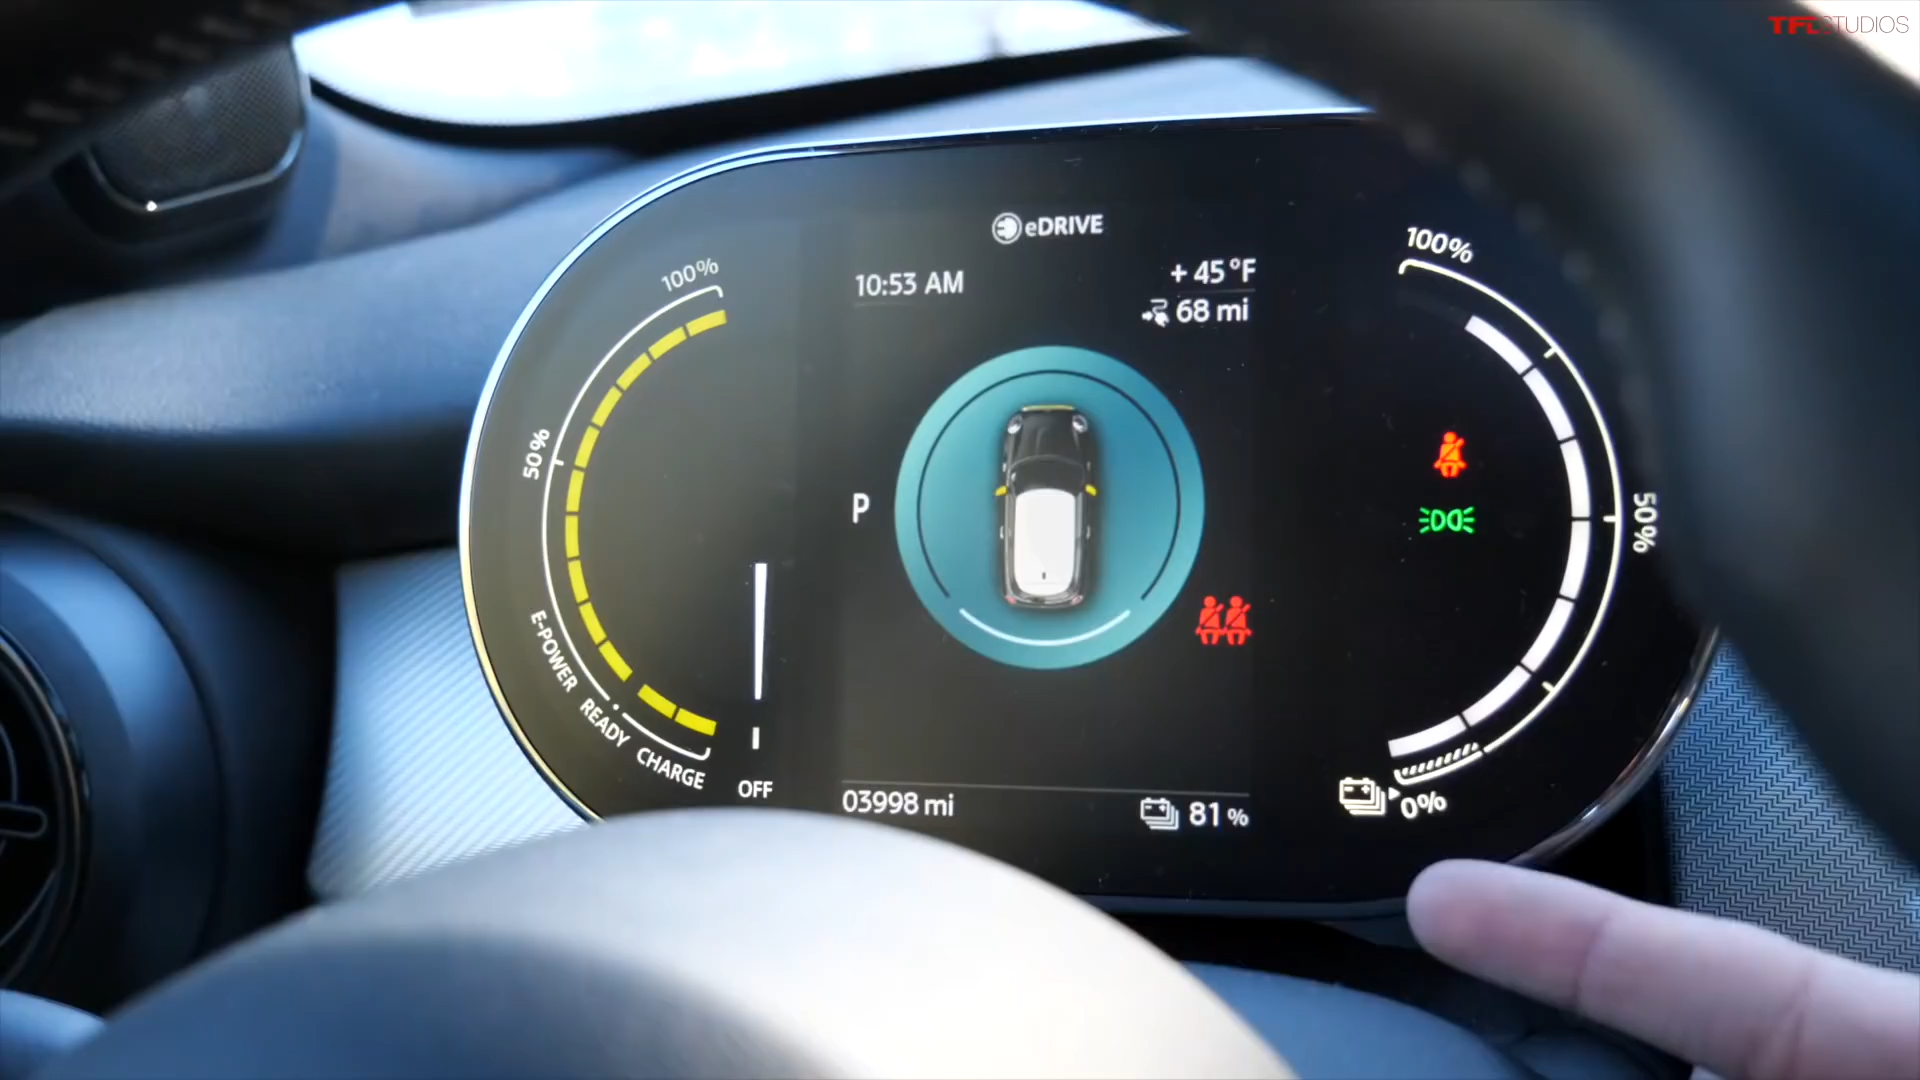 TFLSTUDIOS
eDRIVE
10:53 AM
+ 45°F
68 mi
100%
50%
E-POWER
READY
CHARGE
OFF
P
03998 mi
81 %
100%
50%
0%